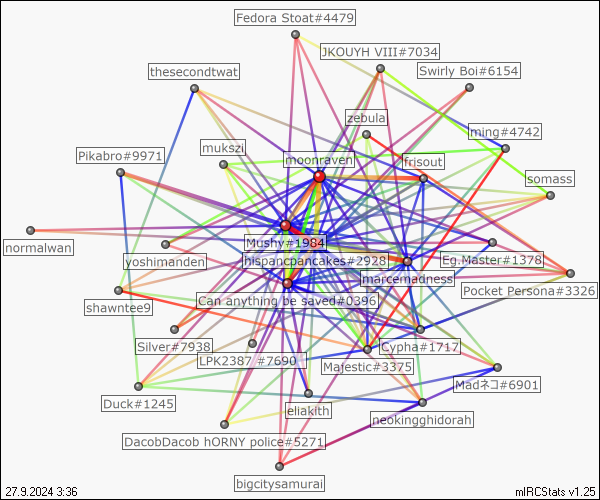 Fedora Stoat#4479
JKOUYH VIII#7034
Swirly Boi#6154
thesecondtwat
zebula
ming#4742
mukszi
Pikabro#9971
moonraven
frisout
somass
normalwan
Mushy#1984
yoshimanden
hispancpancakes#2928
Eg.Master#1378
marcemadness
Pocket Persona#3326
shawntee9
Can anything be saved#0396
Silver#7938
Cypha#1717
LPK2387 #7690
Majestic#3375
Madネコ#6901
Duck#1245
eliaklth
neokingghidorah
DacobDacob hORNY police#5271
bigcitysamurai
27.9.2024 3:36
mIRCStats v1.25